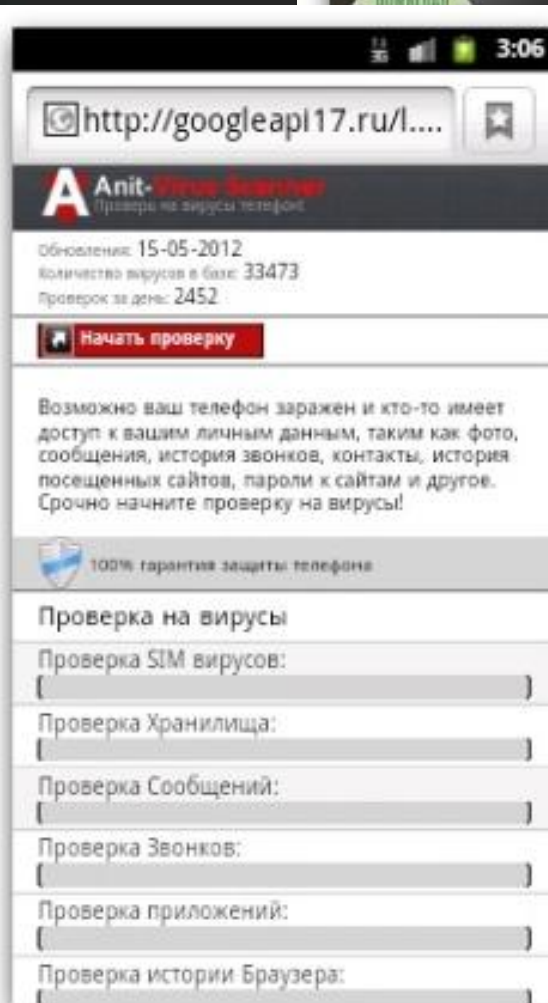 3G 3:06
http://googleapi17.ru/l....
A Anit-Virus Scanner
Проверь на вирусы телефон!
Обновления: 15-05-2012
Количество вирусов в базе: 33473
Проверок за день: 2452
Начать проверку
Возможно ваш телефон заражен и кто-то имеет
доступ к вашим личным данным, таким как фото,
сообщения, история звонков, контакты, история
посещенных сайтов, пароли к сайтам и другое.
Срочно начните проверку на вирусы!
100% гарантия защиты телефона
Проверка на вирусы
Проверка SIM вирусов:
[ ]
Проверка Хранилища:
[ ]
Проверка Сообщений:
[ ]
Проверка Звонков:
[ ]
Проверка приложений:
[ ]
Проверка истории Браузера:
[ ]